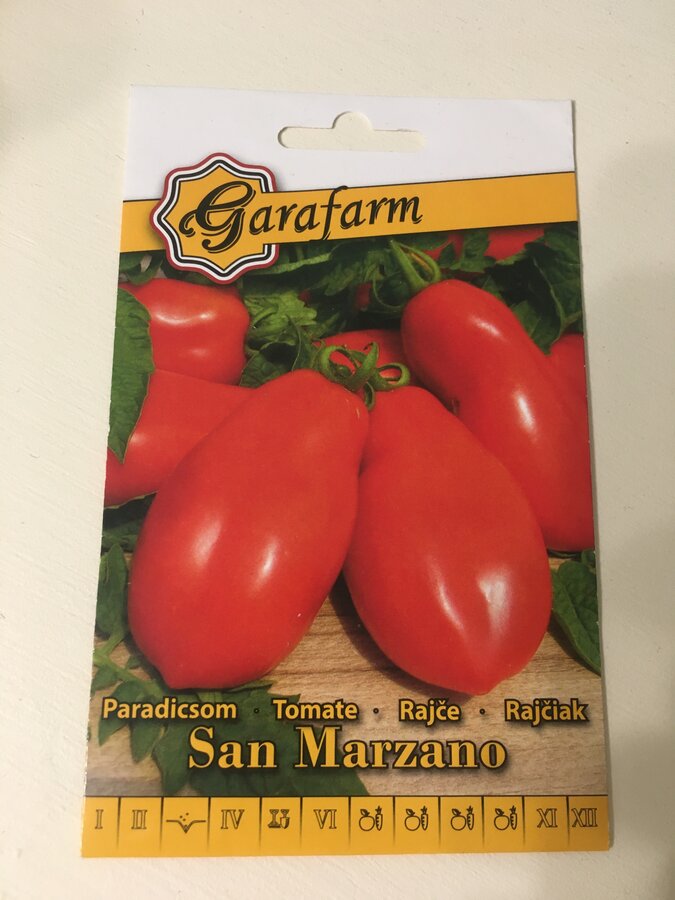 Garafarm
Paradicsom · Tomate · Rajče · Rajčiak
San Marzano
I II IV VI XI XII